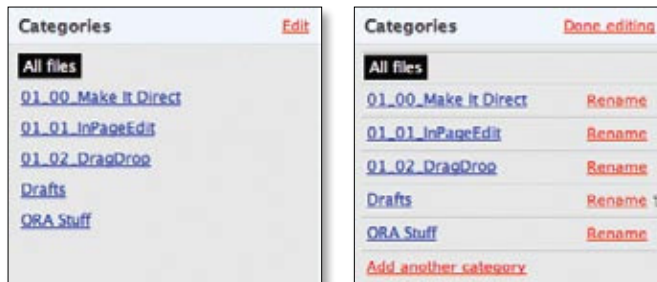 Categories Edit
All files
01_00_Make It Direct
01_01_InPageEdit
01_02_DragDrop
Drafts
ORA Stuff
Categories Done editing
All files
01_00_Make It Direct Rename
01_01_InPageEdit Rename
01_02_DragDrop Rename
Drafts Rename
ORA Stuff Rename
Add another category